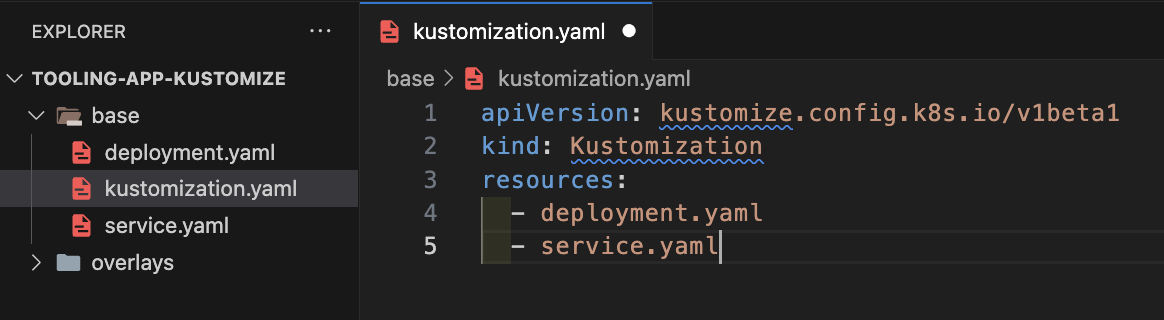 EXPLORER ···
TOOLING-APP-KUSTOMIZE
base
deployment.yaml
kustomization.yaml
service.yaml
overlays
kustomization.yaml
base > kustomization.yaml
1 apiVersion: kustomize.config.k8s.io/v1beta1
2 kind: Kustomization
3 resources:
4 - deployment.yaml
5 - service.yaml